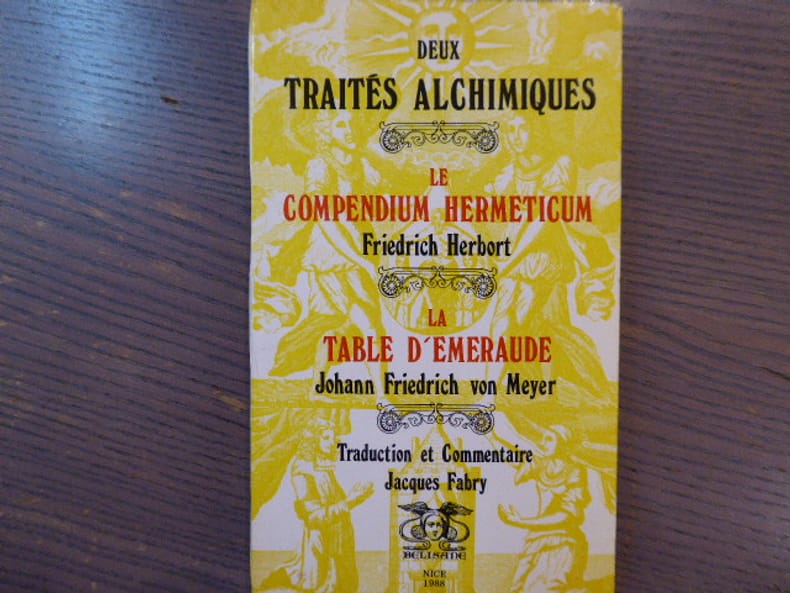 DEUX
TRAITÉS ALCHIMIQUES
LE
COMPENDIUM HERMETICUM
Friedrich Herbort
LA
TABLE D'EMERAUDE
Johann Friedrich von Meyer
Traduction et Commentaire
Jacques Fabry
BELISANE
NICE
1988